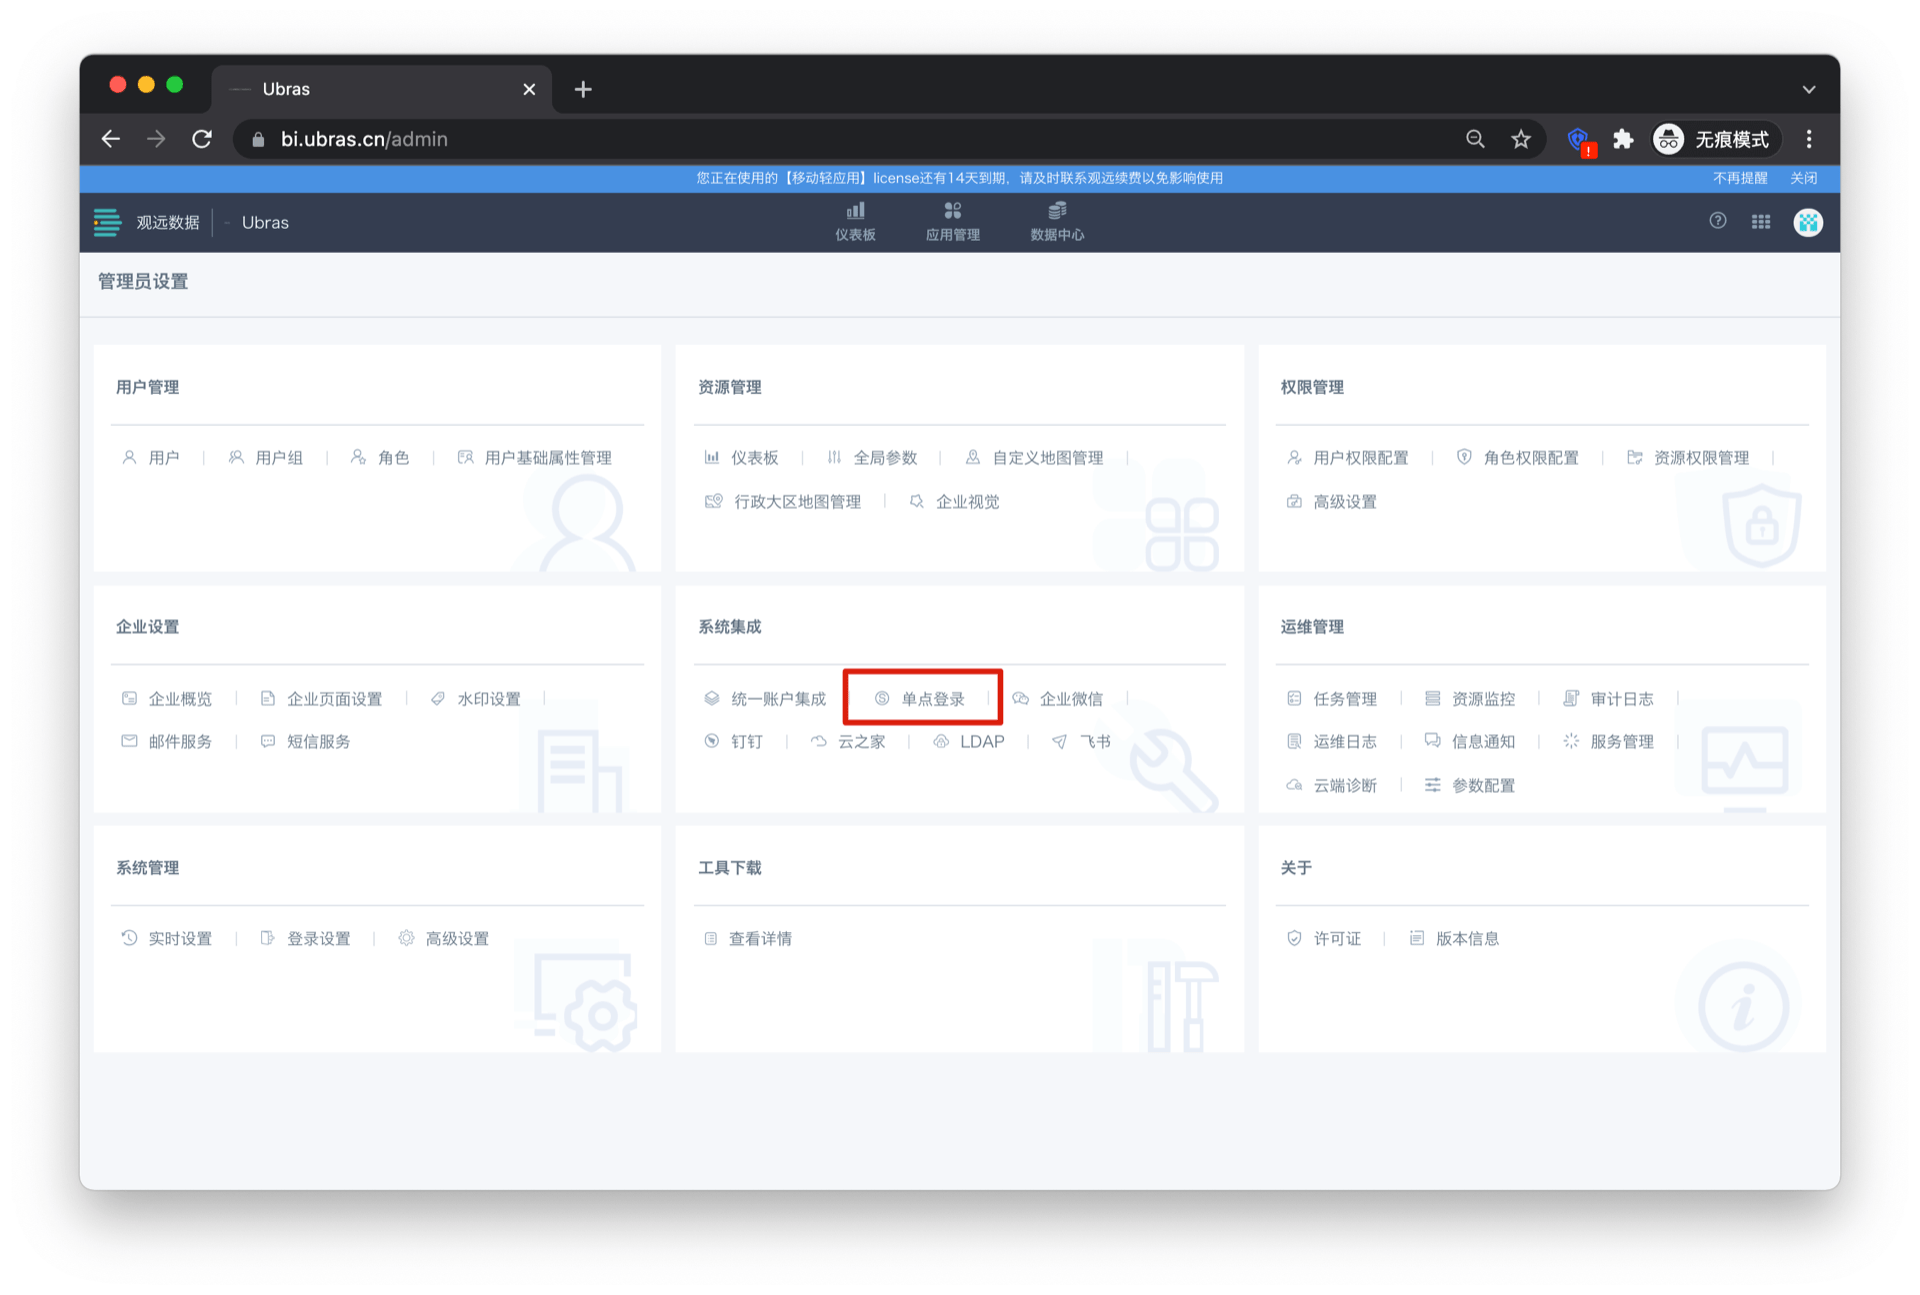 Ubras
bi.ubras.cn/admin
无痕模式
您正在使用的【移动轻应用】license还有14天到期，请及时联系观远续费以免影响使用
不再提醒 关闭
观远数据 - Ubras
仪表板 应用管理 数据中心
管理员设置
用户管理
用户 用户组 角色 用户基础属性管理
资源管理
仪表板 全局参数 自定义地图管理
行政大区地图管理 企业视觉
权限管理
用户权限配置 角色权限配置 资源权限管理
高级设置
企业设置
企业概览 企业页面设置 水印设置
邮件服务 短信服务
系统集成
统一账户集成 单点登录 企业微信
钉钉 云之家 LDAP 飞书
运维管理
任务管理 资源监控 审计日志
运维日志 信息通知 服务管理
云端诊断 参数配置
系统管理
实时设置 登录设置 高级设置
工具下载
查看详情
关于
许可证 版本信息